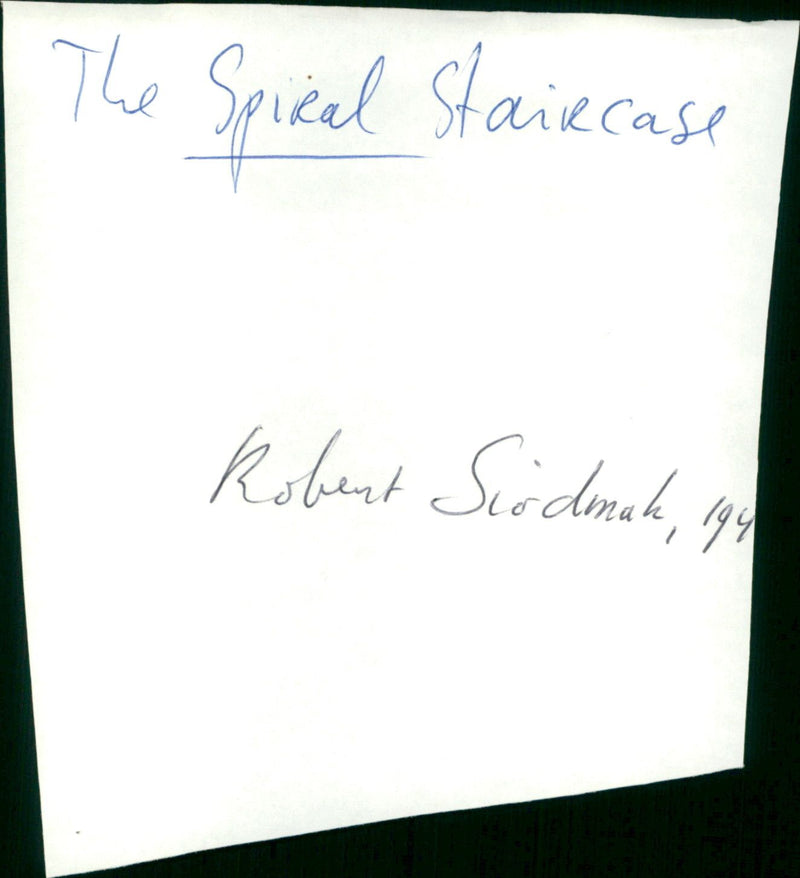 The Spiral Staircase
Robert Siodmak, 194